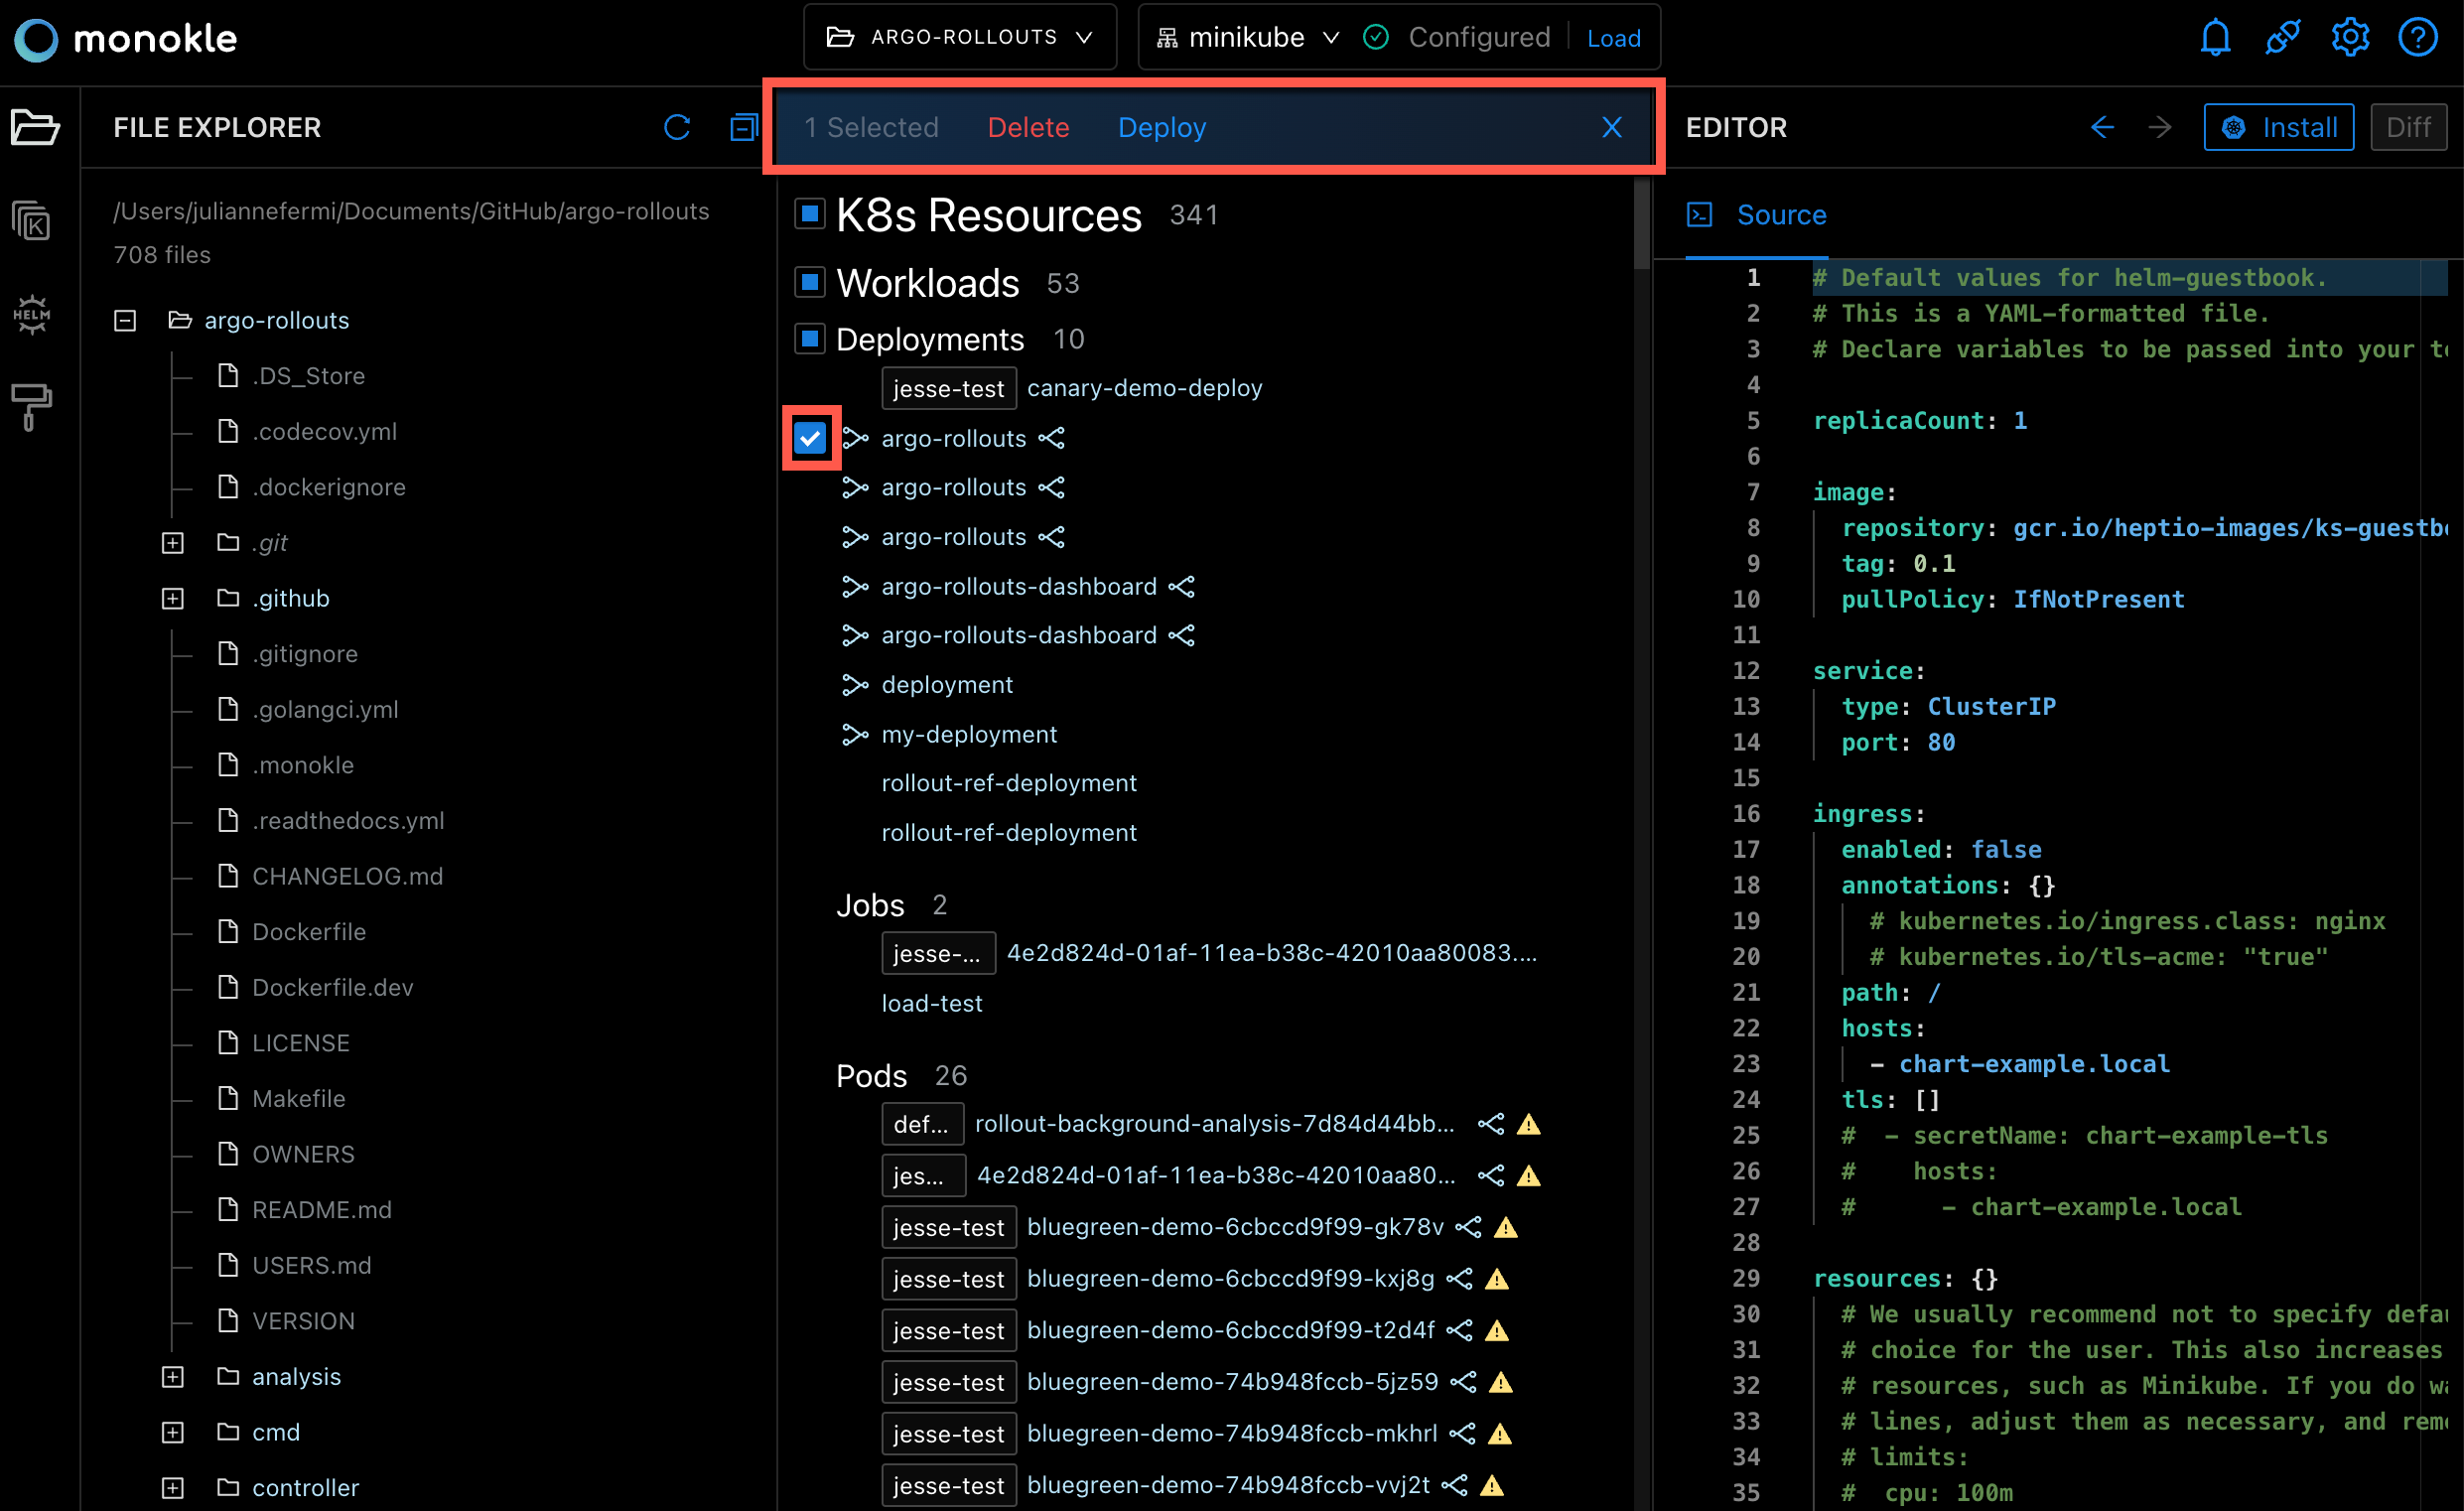 monokle
ARGO-ROLLOUTS
minikube
Configured
Load
FILE EXPLORER
/Users/juliannefermi/Documents/GitHub/argo-rollouts
708 files
argo-rollouts
.DS_Store
.codecov.yml
.dockerignore
.git
.github
.gitignore
.golangci.yml
.monokle
.readthedocs.yml
CHANGELOG.md
Dockerfile
Dockerfile.dev
LICENSE
Makefile
OWNERS
README.md
USERS.md
VERSION
analysis
cmd
controller
K
HELM
1 Selected Delete Deploy
K8s Resources 341
Workloads 53
Deployments 10
jesse-test canary-demo-deploy
argo-rollouts
argo-rollouts
argo-rollouts
argo-rollouts-dashboard
argo-rollouts-dashboard
deployment
my-deployment
rollout-ref-deployment
rollout-ref-deployment
Jobs 2
jesse-... 4e2d824d-01af-11ea-b38c-42010aa80083....
load-test
Pods 26
def... rollout-background-analysis-7d84d44bb...
jes... 4e2d824d-01af-11ea-b38c-42010aa80...
jesse-test bluegreen-demo-6cbccd9f99-gk78v
jesse-test bluegreen-demo-6cbccd9f99-kxj8g
jesse-test bluegreen-demo-6cbccd9f99-t2d4f
jesse-test bluegreen-demo-74b948fccb-5jz59
jesse-test bluegreen-demo-74b948fccb-mkhrl
jesse-test bluegreen-demo-74b948fccb-vvj2t
EDITOR
Install
Diff
Source
1 # Default values for helm-guestbook.
2 # This is a YAML-formatted file.
3 # Declare variables to be passed into your
4
5 replicaCount: 1
6
7 image:
8 repository: gcr.io/heptio-images/ks-guestb
9 tag: 0.1
10 pullPolicy: IfNotPresent
11
12 service:
13 type: ClusterIP
14 port: 80
15
16 ingress:
17 enabled: false
18 annotations: {}
19 # kubernetes.io/ingress.class: nginx
20 # kubernetes.io/tls-acme: "true"
21 path: /
22 hosts:
23 - chart-example.local
24 tls: []
25 # - secretName: chart-example-tls
26 # hosts:
27 # - chart-example.local
28
29 resources: {}
30 # We usually recommend not to specify defa
31 # choice for the user. This also increases
32 # resources, such as Minikube. If you do w
33 # lines, adjust them as necessary, and rem
34 # limits:
35 # cpu: 100m